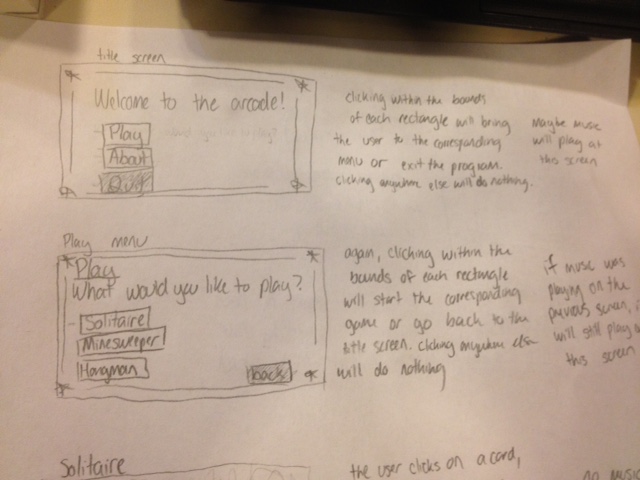 title screen
Welcome to the arcade!
Play
About
clicking within the bounds
of each rectangle will bring
the user to the corresponding
menu or exit the program.
clicking anywhere else will do nothing.
Maybe music
will play at
this screen
Play menu
Play
What would you like to play?
Solitaire
Minesweeper
Hangman
back
again, clicking within the
bounds of each rectangle
will start the corresponding
game or go back to the
title screen. clicking anywhere else
will do nothing
if music was
playing on the
previous screen, it
will still play
this screen
Solitaire
the user clicks on a card,
no music